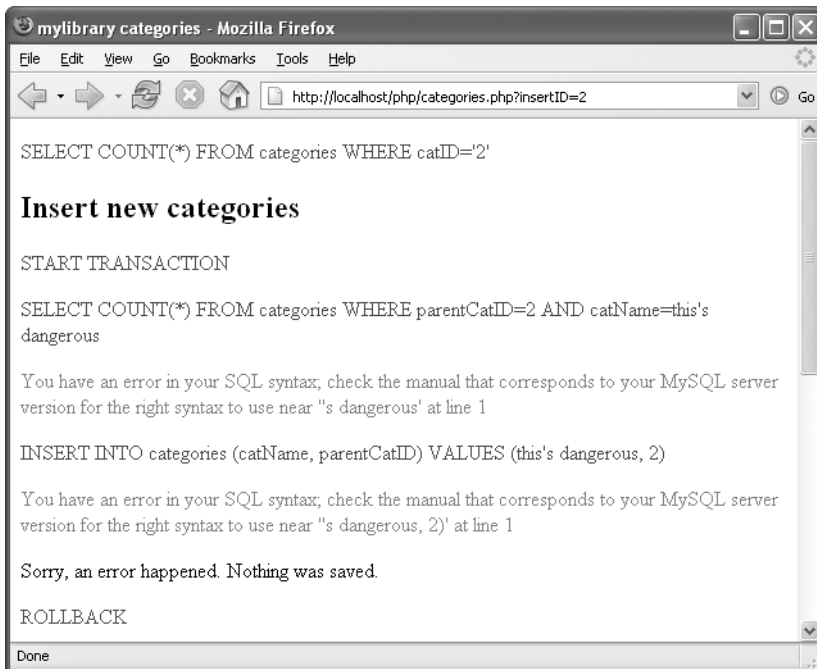 mylibrary categories - Mozilla Firefox
File Edit View Go Bookmarks Tools Help
http://localhost/php/categories.php?insertID=2 Go
SELECT COUNT(*) FROM categories WHERE catID='2'
Insert new categories
START TRANSACTION
SELECT COUNT(*) FROM categories WHERE parentCatID=2 AND catName=this's
dangerous
You have an error in your SQL syntax; check the manual that corresponds to your MySQL server
version for the right syntax to use near ''s dangerous' at line 1
INSERT INTO categories (catName, parentCatID) VALUES (this's dangerous, 2)
You have an error in your SQL syntax; check the manual that corresponds to your MySQL server
version for the right syntax to use near ''s dangerous, 2)' at line 1
Sorry, an error happened. Nothing was saved.
ROLLBACK
Done